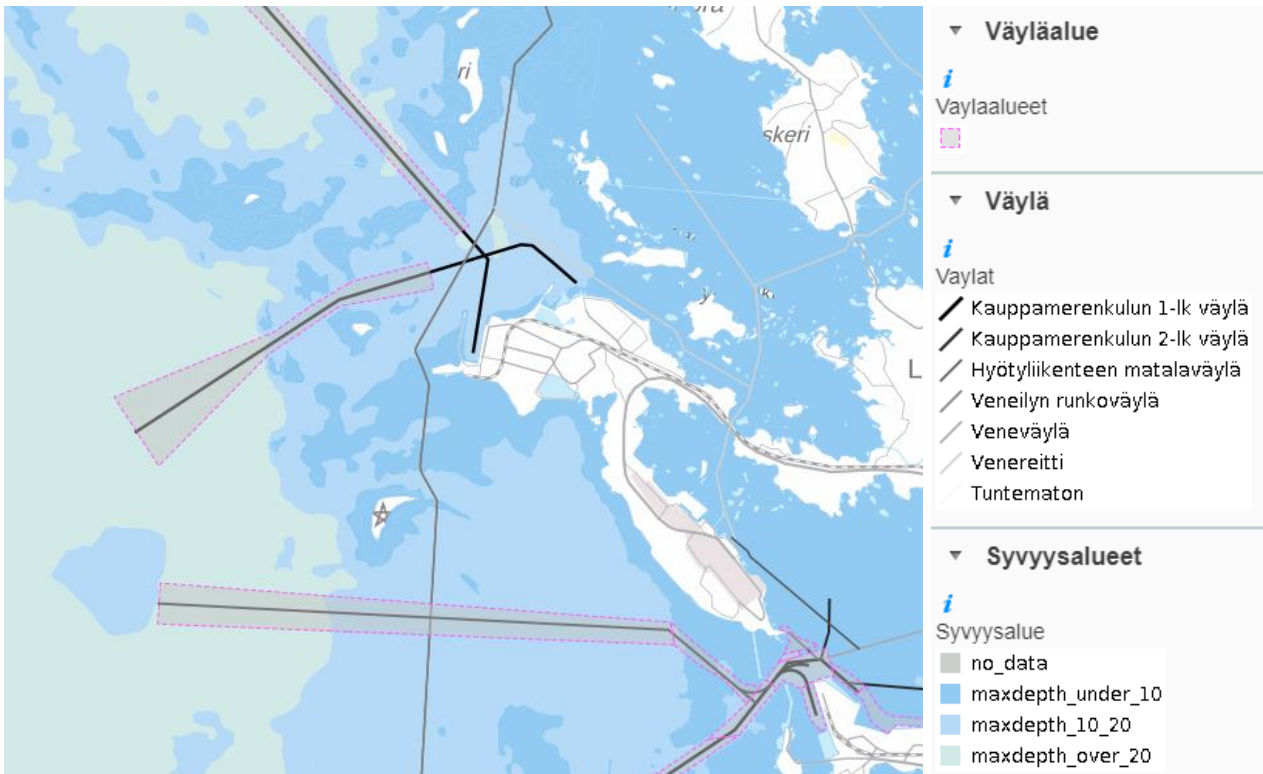 ri
skeri
L
Väyläalue
i
Vaylaalueet
Väylä
i
Vaylat
Kauppamerenkulun 1-lk väylä
Kauppamerenkulun 2-lk väylä
Hyötyliikenteen matalaväylä
Veneilyn runkoväylä
Veneväylä
Venereitti
Tuntematon
Syvyysalueet
i
Syvyysalue
no_data
maxdepth_under_10
maxdepth_10_20
maxdepth_over_20